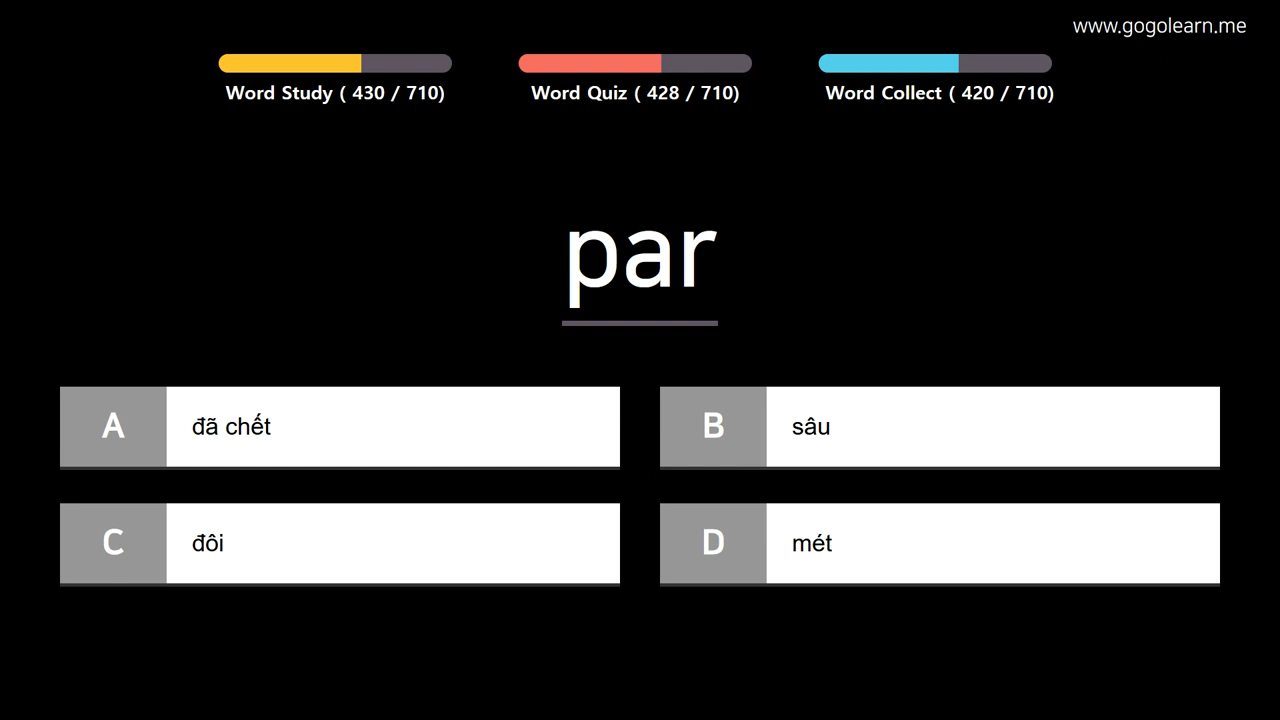 www.gogolearn.me
Word Study ( 430 / 710)
Word Quiz ( 428 / 710)
Word Collect ( 420 / 710)
par
A đã chết
B sâu
C đôi
D mét